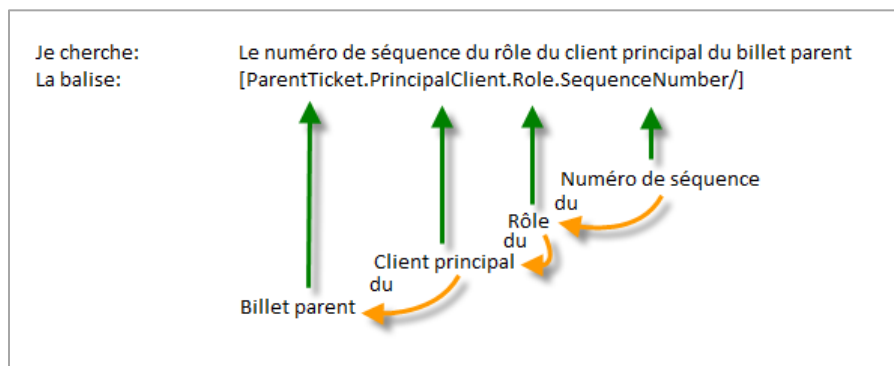 Je cherche: Le numéro de séquence du rôle du client principal du billet parent
La balise: [ParentTicket.PrincipalClient.Role.SequenceNumber/]
Numéro de séquence
du
Rôle
du
Client principal
du
Billet parent